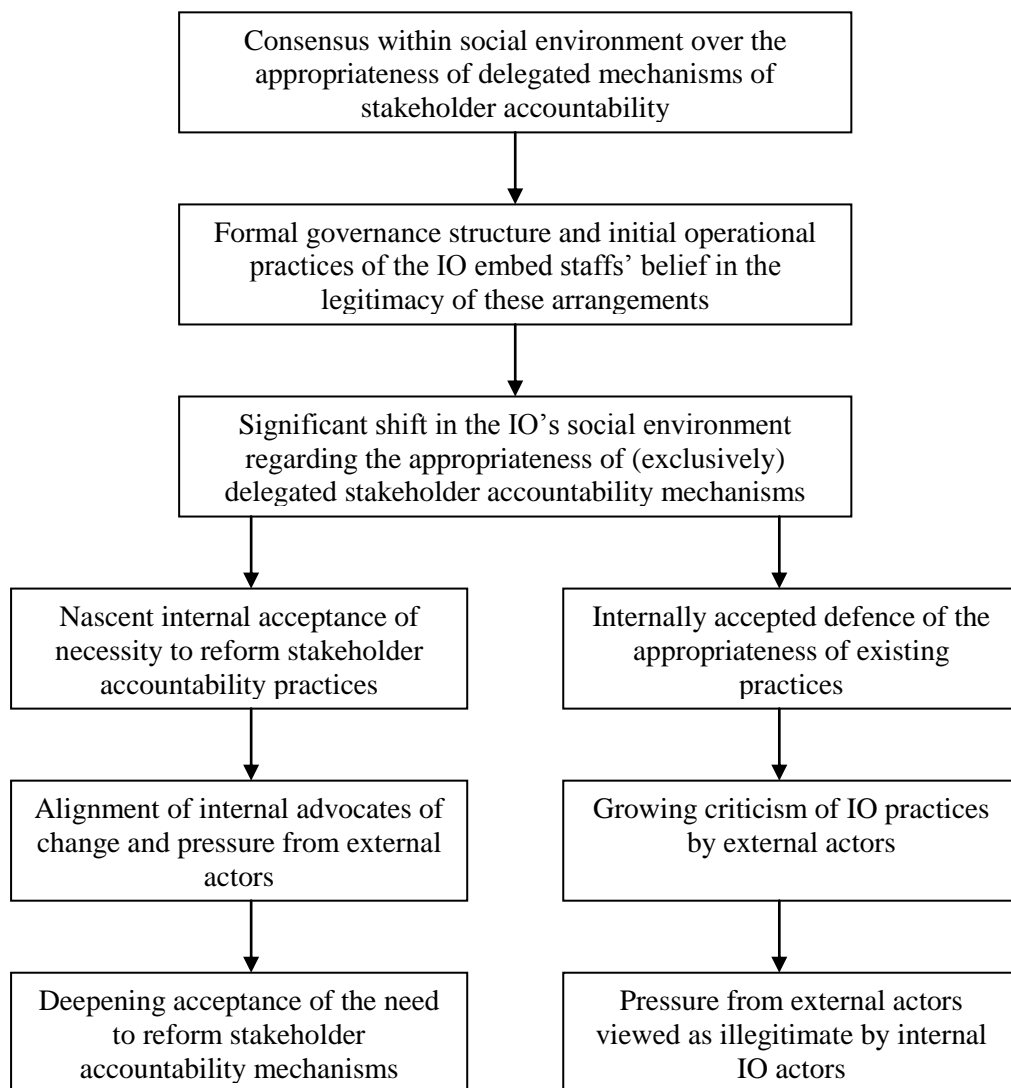 Consensus within social environment over the
appropriateness of delegated mechanisms of
stakeholder accountability
Formal governance structure and initial operational
practices of the IO embed staffs’ belief in the
legitimacy of these arrangements
Significant shift in the IO’s social environment
regarding the appropriateness of (exclusively)
delegated stakeholder accountability mechanisms
Nascent internal acceptance of
necessity to reform stakeholder
accountability practices
Internally accepted defence of the
appropriateness of existing
practices
Alignment of internal advocates of
change and pressure from external
actors
Growing criticism of IO practices
by external actors
Deepening acceptance of the need
to reform stakeholder
accountability mechanisms
Pressure from external actors
viewed as illegitimate by internal
IO actors